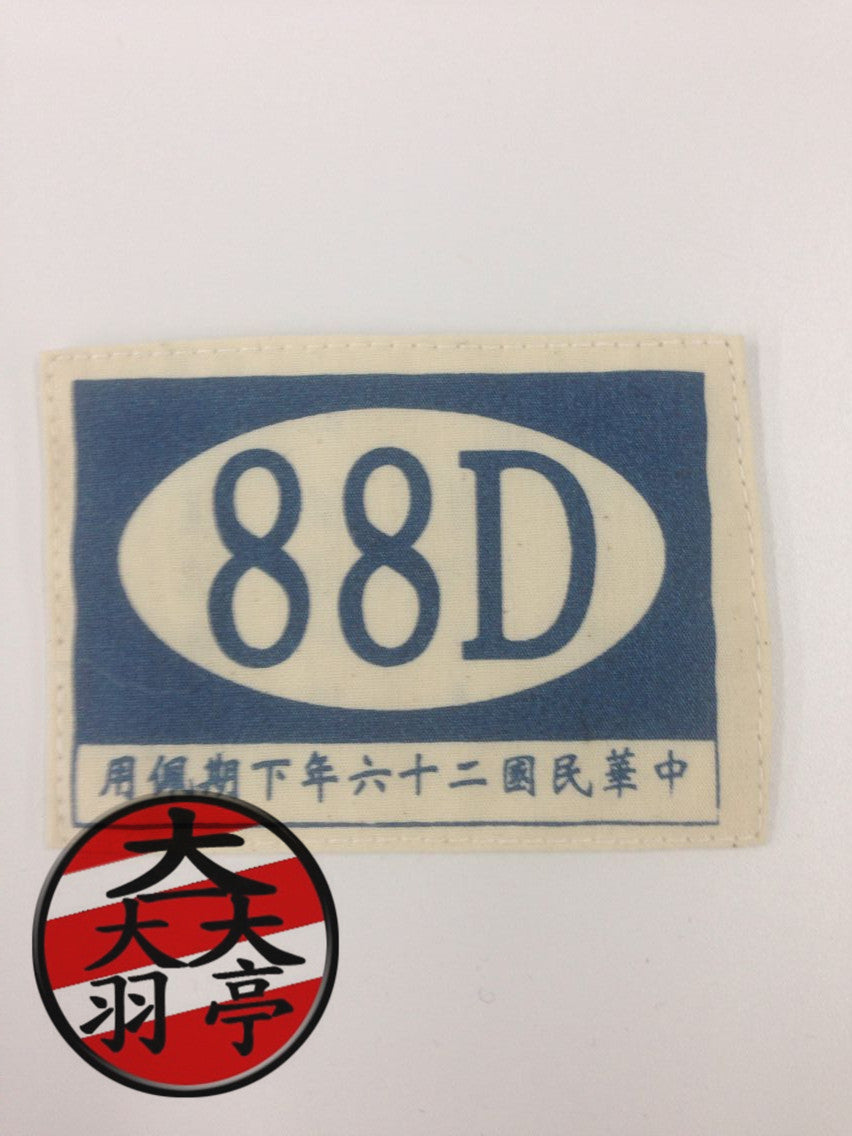 88D
中華民國二十六年下期佩用
大
大大
羽亭